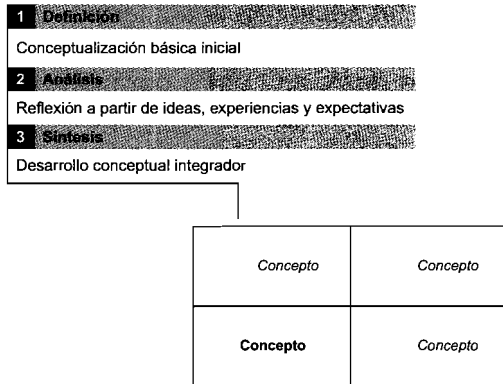 1 Definición
Conceptualización básica inicial
2 Análisis
Reflexión a partir de ideas, experiencias y expectativas
3 Síntesis
Desarrollo conceptual integrador
Concepto Concepto
Concepto Concepto